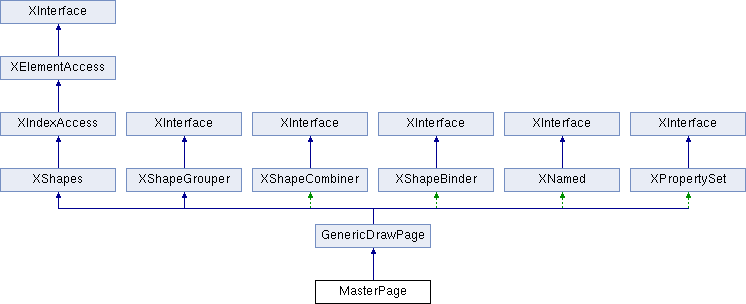 XInterface
XElementAccess
XIndexAccess XInterface XInterface XInterface XInterface XInterface
XShapes XShapeGrouper XShapeCombiner XShapeBinder XNamed XPropertySet
GenericDrawPage
MasterPage